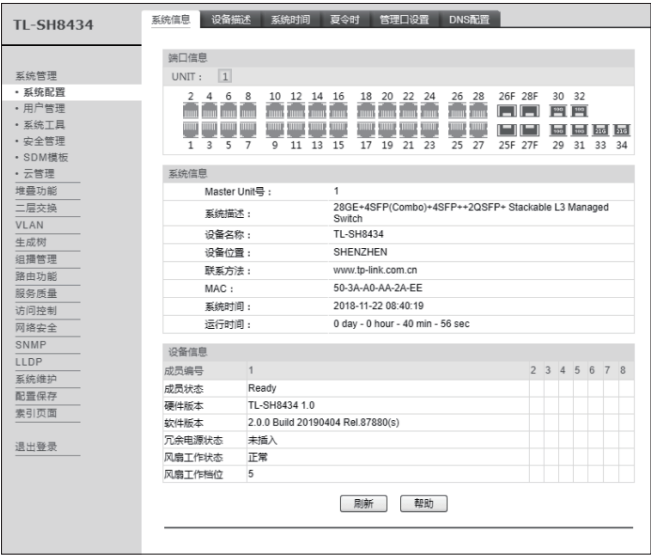 TL-SH8434
系统信息 设备描述 系统时间 夏令时 管理口设置 DNS配置
系统管理
• 系统配置
• 用户管理
• 系统工具
• 安全管理
• SDM模板
• 云管理
堆叠功能
二层交换
VLAN
生成树
组播管理
路由功能
服务质量
访问控制
网络安全
SNMP
LLDP
系统维护
配置保存
索引页面
退出登录
端口信息
UNIT： 1
2 4 6 8 10 12 14 16 18 20 22 24 26 28 26F 28F 30 32
1 3 5 7 9 11 13 15 17 19 21 23 25 27 25F 27F 29 31 33 34
系统信息
Master Unit号： 1
系统描述： 28GE+4SFP(Combo)+4SFP++2QSFP+ Stackable L3 Managed
Switch
设备名称： TL-SH8434
设备位置： SHENZHEN
联系方法： www.tp-link.com.cn
MAC： 50-3A-A0-AA-2A-EE
系统时间： 2018-11-22 08:40:19
运行时间： 0 day - 0 hour - 40 min - 56 sec
设备信息
成员编号 1 2 3 4 5 6 7 8
成员状态 Ready
硬件版本 TL-SH8434 1.0
软件版本 2.0.0 Build 20190404 Rel.87880(s)
冗余电源状态 未插入
风扇工作状态 正常
风扇工作档位 5
刷新 帮助